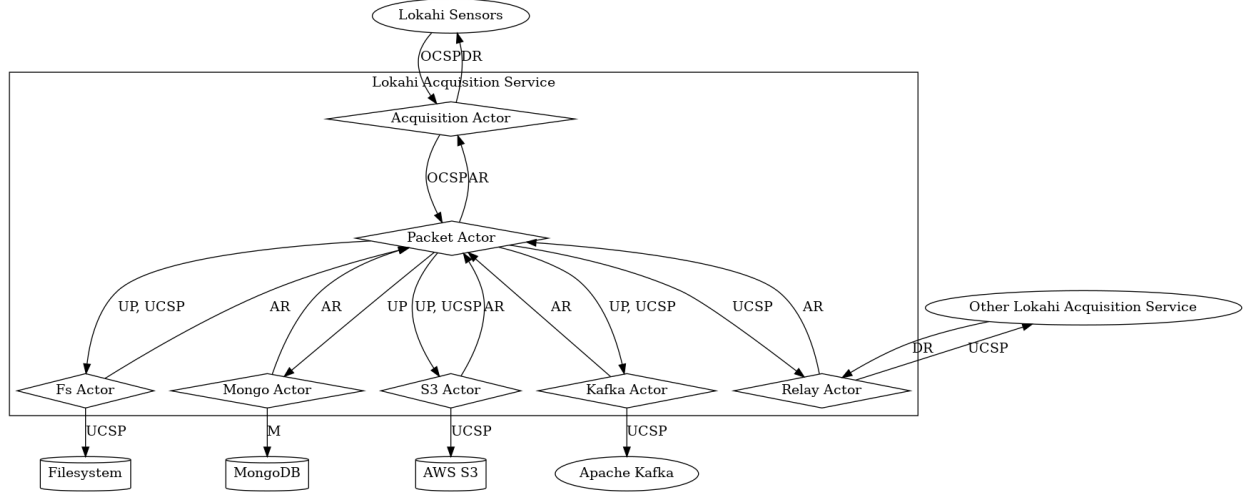 Lokahi Sensors
OCSP
DR
Lokahi Acquisition Service
Acquisition Actor
OCSP
AR
Packet Actor
UP, UCSP
AR
AR
UP
UP, UCSP
AR
AR
UP, UCSP
UCSP
AR
Other Lokahi Acquisition Service
DR
UCSP
Fs Actor
Mongo Actor
S3 Actor
Kafka Actor
Relay Actor
UCSP
M
UCSP
UCSP
Filesystem
MongoDB
AWS S3
Apache Kafka